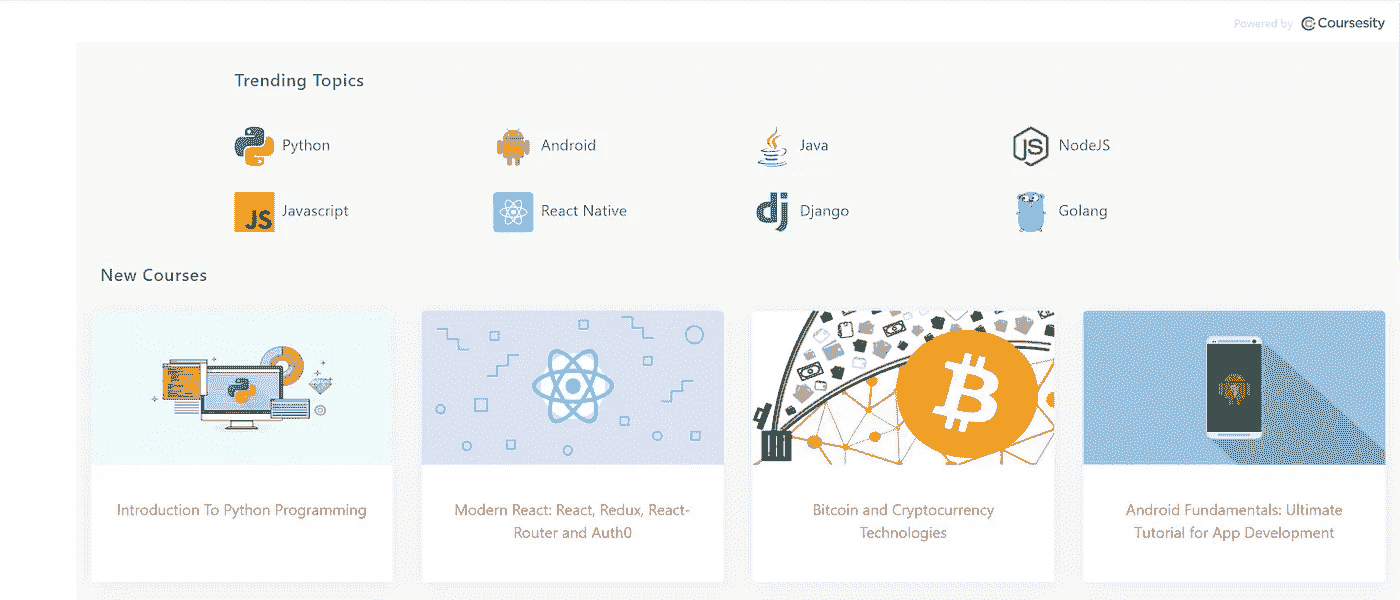 Powered by Coursesity
Trending Topics
Python
Android
Java
JS
NodeJS
JS
Javascript
React Native
dj
Django
Golang
New Courses
Introduction To Python Programming
Modern React: React, Redux, React-
Router and Auth0
Bitcoin and Cryptocurrency
Technologies
Android Fundamentals: Ultimate
Tutorial for App Development